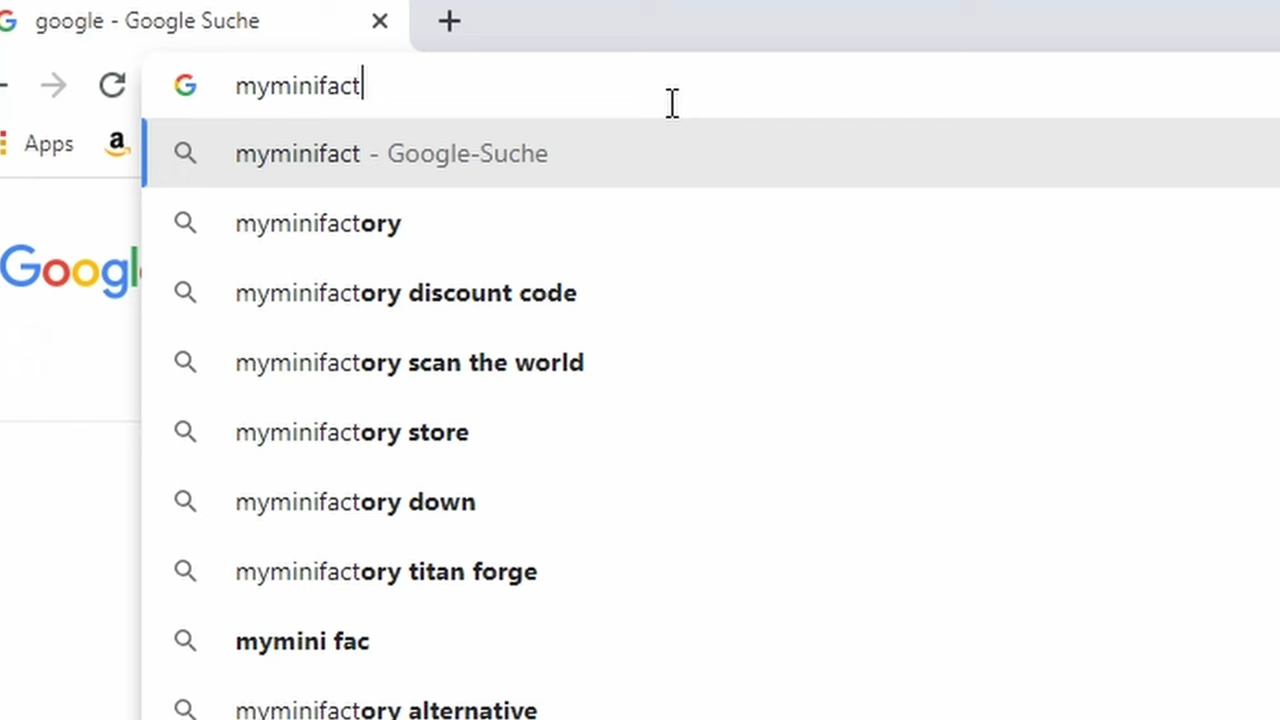 google - Google Suche
myminifact
Apps
myminifact - Google-Suche
myminifactory
Google
myminifactory discount code
myminifactory scan the world
myminifactory store
myminifactory down
myminifactory titan forge
mymini fac
myminifactory alternative